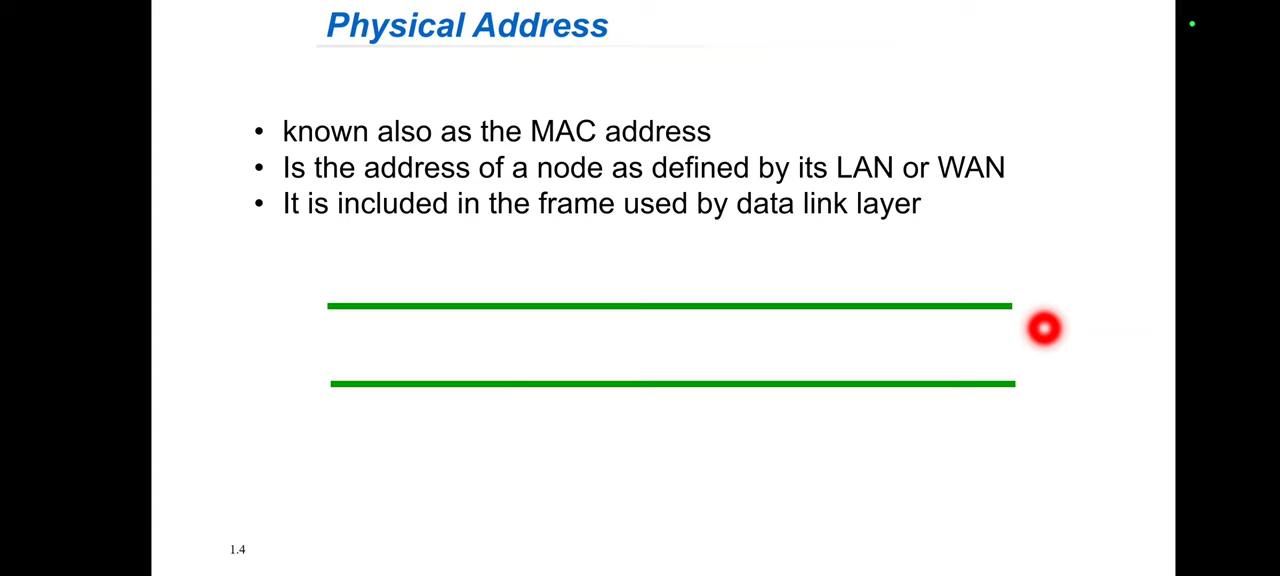 Physical Address
• known also as the MAC address
• Is the address of a node as defined by its LAN or WAN
• It is included in the frame used by data link layer
1.4